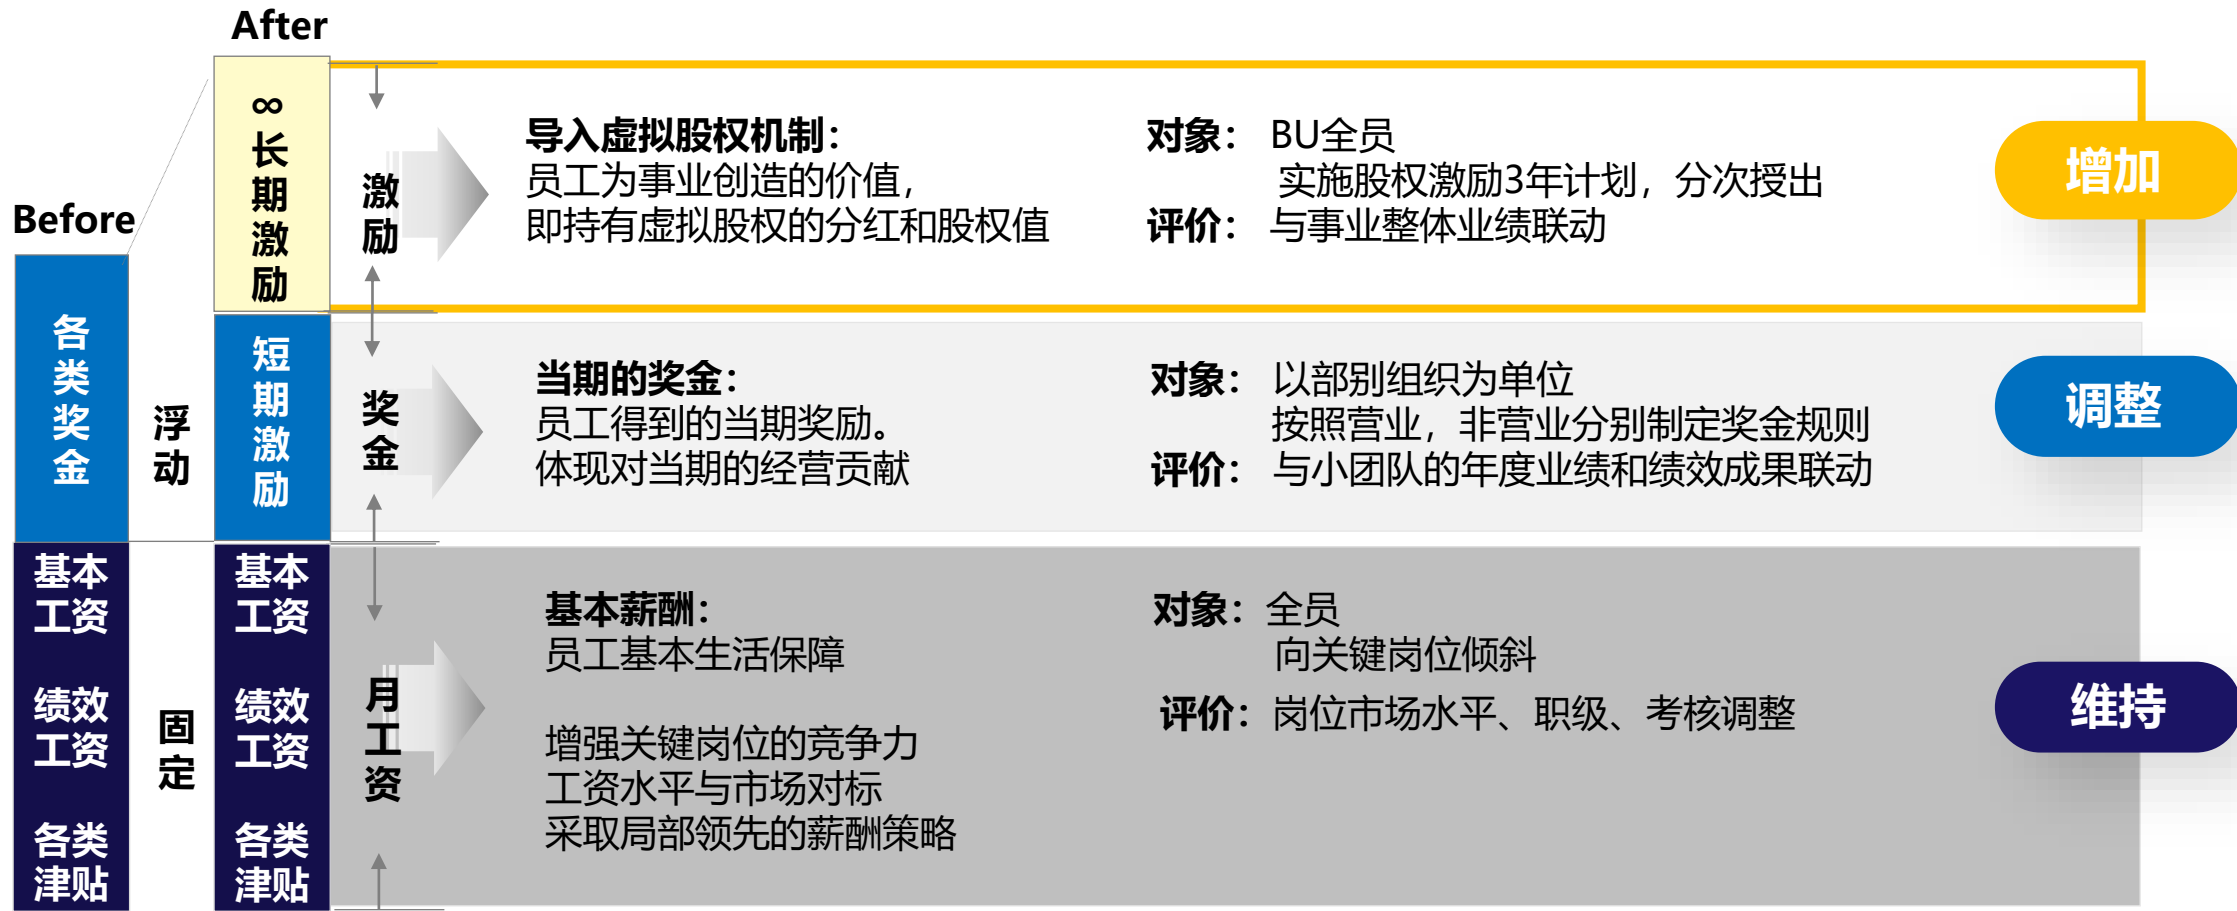 After
Before
∞长期激励
激励
导入虚拟股权机制：
员工为事业创造的价值，
即持有虚拟股权的分红和股权值
对象： BU全员
实施股权激励3年计划，分次授出
评价： 与事业整体业绩联动
增加
各类奖金
浮动
短期激励
奖金
当期的奖金：
员工得到的当期奖励。
体现对当期的经营贡献
对象： 以部别组织为单位
按照营业，非营业分别制定奖金规则
评价： 与小团队的年度业绩和绩效成果联动
调整
基本
工资
绩效
工资
各类
津贴
固定
基本
工资
绩效
工资
各类
津贴
月工资
基本薪酬：
员工基本生活保障
增强关键岗位的竞争力
工资水平与市场对标
采取局部领先的薪酬策略
对象：全员
向关键岗位倾斜
评价：岗位市场水平、职级、考核调整
维持